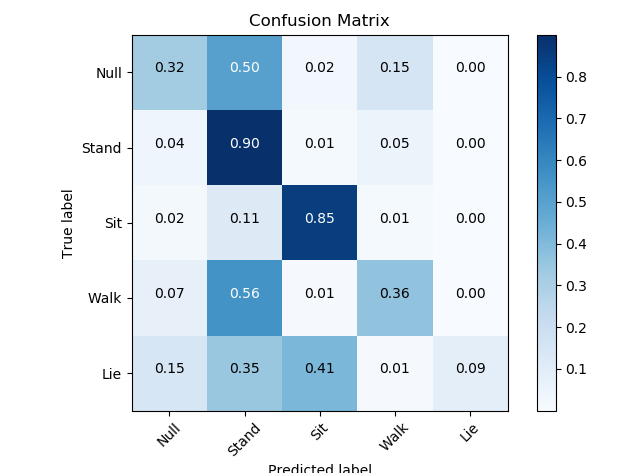 Confusion Matrix
Null 0.32 0.50 0.02 0.15 0.00
Stand 0.04 0.90 0.01 0.05 0.00
Sit 0.02 0.11 0.85 0.01 0.00
Walk 0.07 0.56 0.01 0.36 0.00
Lie 0.15 0.35 0.41 0.01 0.09
True label
Null Stand Sit Walk Lie
Predicted label
0.8
0.7
0.6
0.5
0.4
0.3
0.2
0.1